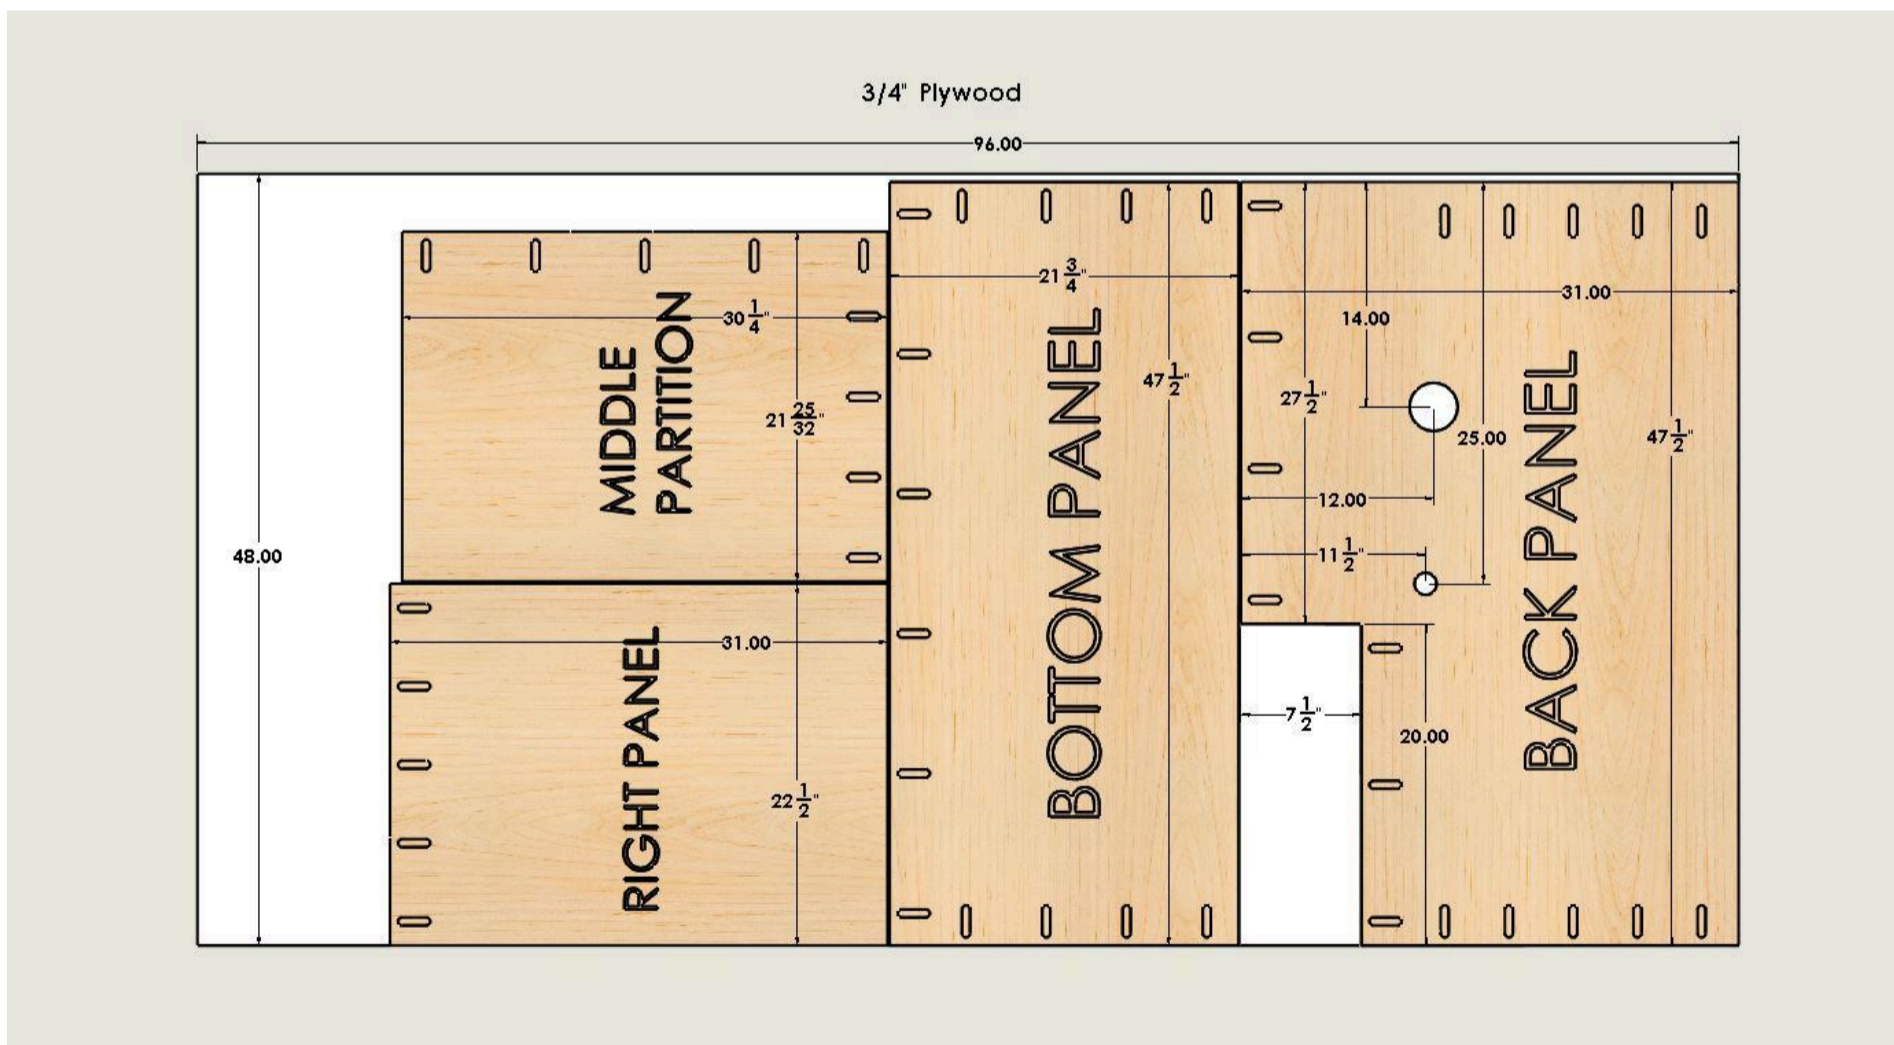 3/4" Plywood
96.00
48.00
MIDDLE
PARTITION
30 1/4"
21 25/32"
RIGHT PANEL
31.00
22 1/2"
BOTTOM PANEL
21 3/4"
47 1/2"
BACK PANEL
31.00
14.00
27 1/2"
25.00
47 1/2"
12.00
11 1/2"
7 1/2"
20.00